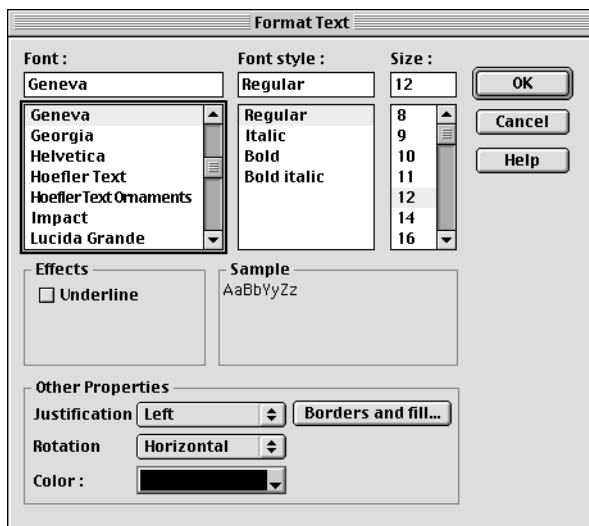 Format Text
Font : Font style : Size :
Geneva Regular 12 OK
Geneva Regular 8 Cancel
Georgia Italic 9
Helvetica Bold 10 Help
Hoefler Text Bold italic 11
Hoefler Text Ornaments 12
Impact 14
Lucida Grande 16
Effects Sample
Underline AaBbYyZz
Other Properties
Justification Left Borders and fill...
Rotation Horizontal
Color :